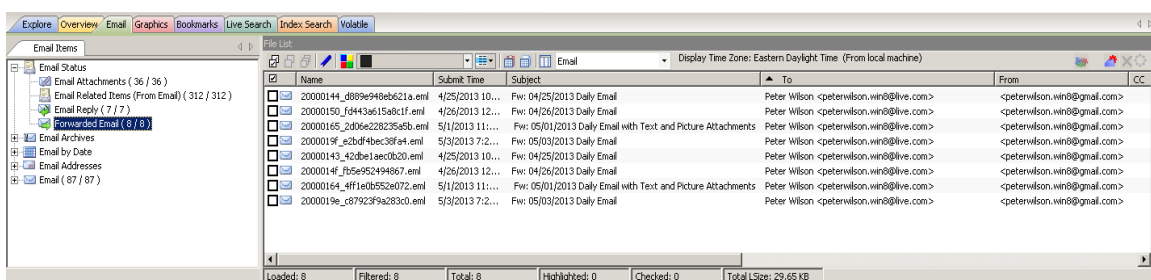 Explore Overview Email Graphics Bookmarks Live Search Index Search Volatile
Email Items
Email Status
Email Attachments ( 36 / 36 )
Email Related Items (From Email) ( 312 / 312 )
Email Reply ( 7 / 7 )
Forwarded Email ( 8 / 8 )
Email Archives
Email by Date
Email Addresses
Email ( 87 / 87 )
File List
Email
Display Time Zone: Eastern Daylight Time (From local machine)
Name Submit Time Subject To From CC
20000144_d889e948eb621a.eml 4/25/2013 10... Fw: 04/25/2013 Daily Email Peter Wilson <peterwilson.win8@live.com> <peterwilson.win8@gmail.com>
20000150_fd443a615a8c1f.eml 4/26/2013 12... Fw: 04/26/2013 Daily Email Peter Wilson <peterwilson.win8@live.com> <peterwilson.win8@gmail.com>
20000165_2d06e228235a5b.eml 5/1/2013 11:... Fw: 05/01/2013 Daily Email with Text and Picture Attachments Peter Wilson <peterwilson.win8@live.com> <peterwilson.win8@gmail.com>
2000019f_e2bdf4bec38fa4.eml 5/3/2013 7:2... Fw: 05/03/2013 Daily Email Peter Wilson <peterwilson.win8@live.com> <peterwilson.win8@gmail.com>
20000143_42dbe1aec0b20.eml 4/25/2013 10... Fw: 04/25/2013 Daily Email Peter Wilson <peterwilson.win8@live.com> <peterwilson.win8@gmail.com>
2000014f_fb5e952494867.eml 4/26/2013 12... Fw: 04/26/2013 Daily Email Peter Wilson <peterwilson.win8@live.com> <peterwilson.win8@gmail.com>
20000164_4ff1e0b552e072.eml 5/1/2013 11:... Fw: 05/01/2013 Daily Email with Text and Picture Attachments Peter Wilson <peterwilson.win8@live.com> <peterwilson.win8@gmail.com>
2000019e_c87923f9a283c0.eml 5/3/2013 7:2... Fw: 05/03/2013 Daily Email Peter Wilson <peterwilson.win8@live.com> <peterwilson.win8@gmail.com>
Loaded: 8 Filtered: 8 Total: 8 Highlighted: 0 Checked: 0 Total LSize: 29.65 KB